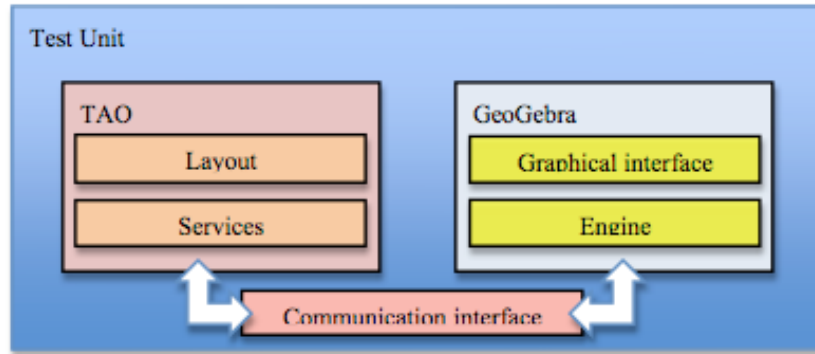 Test Unit
TAO
Layout
Services
GeoGebra
Graphical interface
Engine
Communication interface